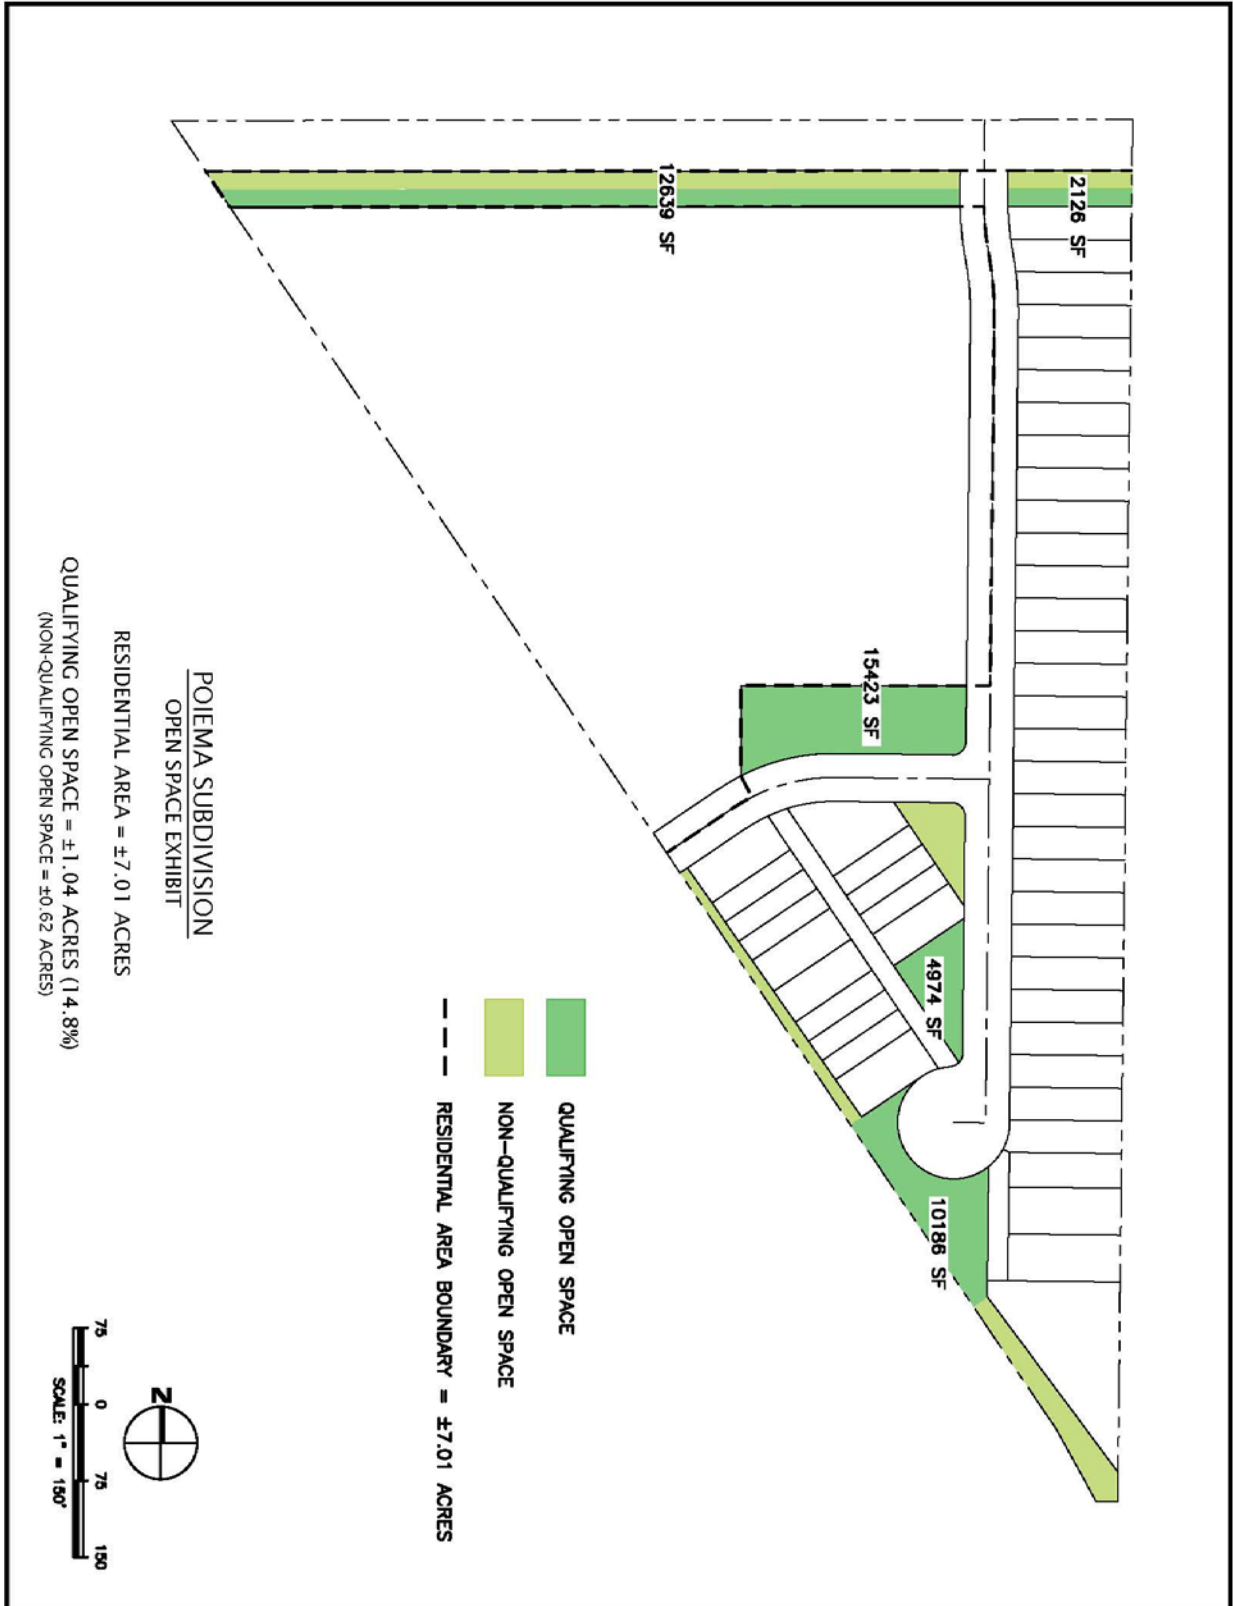 2126 SF
12639 SF
15423 SF
4974 SF
10186 SF
QUALIFYING OPEN SPACE
NON-QUALIFYING OPEN SPACE
RESIDENTIAL AREA BOUNDARY = ±7.01 ACRES
POIEMA SUBDIVISION
OPEN SPACE EXHIBIT
RESIDENTIAL AREA = ±7.01 ACRES
QUALIFYING OPEN SPACE = ±1.04 ACRES (14.8%)
(NON-QUALIFYING OPEN SPACE = ±0.62 ACRES)
N
75 0 75 150
SCALE: 1" = 150'